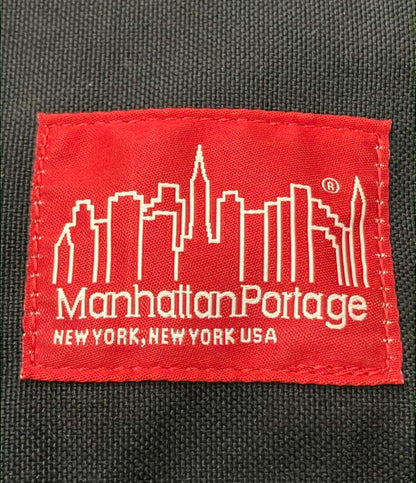 ®
ManhattanPortage
NEW YORK, NEW YORK USA